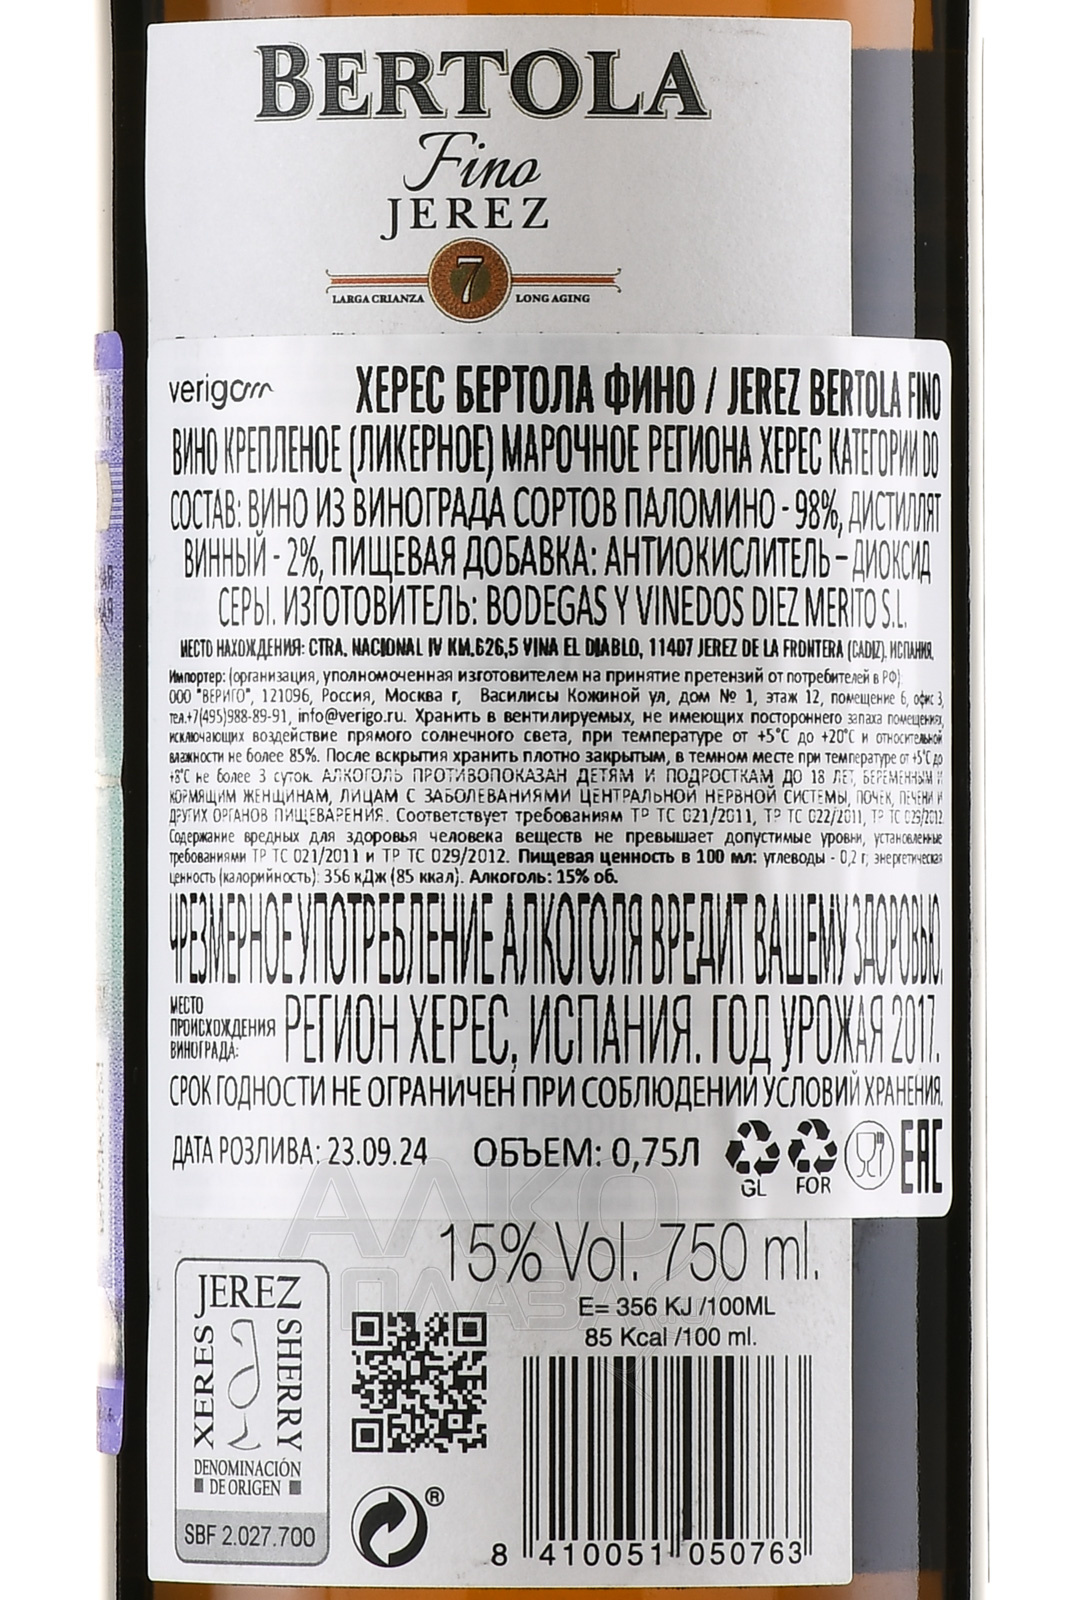 BERTOLA
Fino
JEREZ
7
LARGA CRIANZA LONG AGING
verigo
ХЕРЕС БЕРТОЛА ФИНО / JEREZ BERTOLA FINO
ВИНО КРЕПЛЕНОЕ (ЛИКЕРНОЕ) МАРОЧНОЕ РЕГИОНА ХЕРЕС КАТЕГОРИИ DO
СОСТАВ: ВИНО ИЗ ВИНОГРАДА СОРТОВ ПАЛОМИНО - 98%, ДИСТИЛЛЯТ
ВИННЫЙ - 2%, ПИЩЕВАЯ ДОБАВКА: АНТИОКИСЛИТЕЛЬ – ДИОКСИД
СЕРЫ. ИЗГОТОВИТЕЛЬ: BODEGAS Y VINEDOS DIEZ MERITO S.L.
МЕСТО НАХОЖДЕНИЯ: CTRA. NACIONAL IV KM.626,5 VINA EL DIABLO, 11407 JEREZ DE LA FRONTERA (CADIZ), ИСПАНИЯ.
Импортер: (организация, уполномоченная изготовителем на принятие претензий от потребителей в РФ):
ООО "ВЕРИГО", 121096, Россия, Москва г, Василисы Кожиной ул, дом № 1, этаж 12, помещение 6, офис 3,
тел.+7(495)988-89-91, info@verigo.ru. Хранить в вентилируемых, не имеющих постороннего запаха помещениях,
исключающих воздействие прямого солнечного света, при температуре от +5°С до +20°С и относительной
влажности не более 85%. После вскрытия хранить плотно закрытым, в темном месте при температуре от +5°С до
+8°С не более 3 суток. АЛКОГОЛЬ ПРОТИВОПОКАЗАН ДЕТЯМ И ПОДРОСТКАМ ДО 18 ЛЕТ, БЕРЕМЕННЫМ И
КОРМЯЩИМ ЖЕНЩИНАМ, ЛИЦАМ С ЗАБОЛЕВАНИЯМИ ЦЕНТРАЛЬНОЙ НЕРВНОЙ СИСТЕМЫ, ПОЧЕК, ПЕЧЕНИ И
ДРУГИХ ОРГАНОВ ПИЩЕВАРЕНИЯ. Соответствует требованиям ТР ТС 021/2011, ТР ТС 022/2011, ТР ТС 029/2012.
Содержание вредных для здоровья человека веществ не превышает допустимые уровни, установленные
требованиями ТР ТС 021/2011 и ТР ТС 029/2012. Пищевая ценность в 100 мл: углеводы - 0,2 г; энергетическая
ценность (калорийность): 356 кДж (85 ккал). Алкоголь: 15% об.
ЧРЕЗМЕРНОЕ УПОТРЕБЛЕНИЕ АЛКОГОЛЯ ВРЕДИТ ВАШЕМУ ЗДОРОВЬЮ.
МЕСТО
ПРОИСХОЖДЕНИЯ
ВИНОГРАДА:
РЕГИОН ХЕРЕС, ИСПАНИЯ. ГОД УРОЖАЯ 2017.
СРОК ГОДНОСТИ НЕ ОГРАНИЧЕН ПРИ СОБЛЮДЕНИИ УСЛОВИЙ ХРАНЕНИЯ.
ДАТА РОЗЛИВА: 23.09.24 ОБЪЕМ: 0,75Л
GL FOR EAC
АЛКО
ПЛАЗА
15% Vol. 750 ml.
E= 356 KJ /100ML
85 Kcal /100 ml.
JEREZ
XERES
SHERRY
DENOMINACIÓN
DE ORIGEN
SBF 2.027.700
®
8 410051 050763